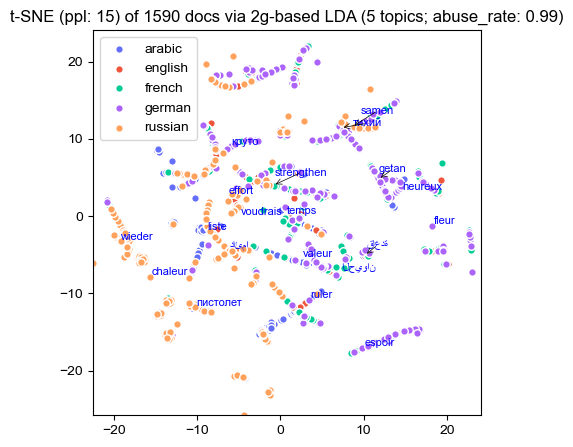 t-SNE (ppl: 15) of 1590 docs via 2g-based LDA (5 topics; abuse_rate: 0.99)
arabic
english
french
german
russian
samen
тихий
круто
strengthen
getan
heureux
effort
voudrais
temps
fleur
liste
wieder
valeur
الحيوان
chaleur
ruler
пистолет
espoir
20
10
0
−10
−20
−20
−10
0
10
20